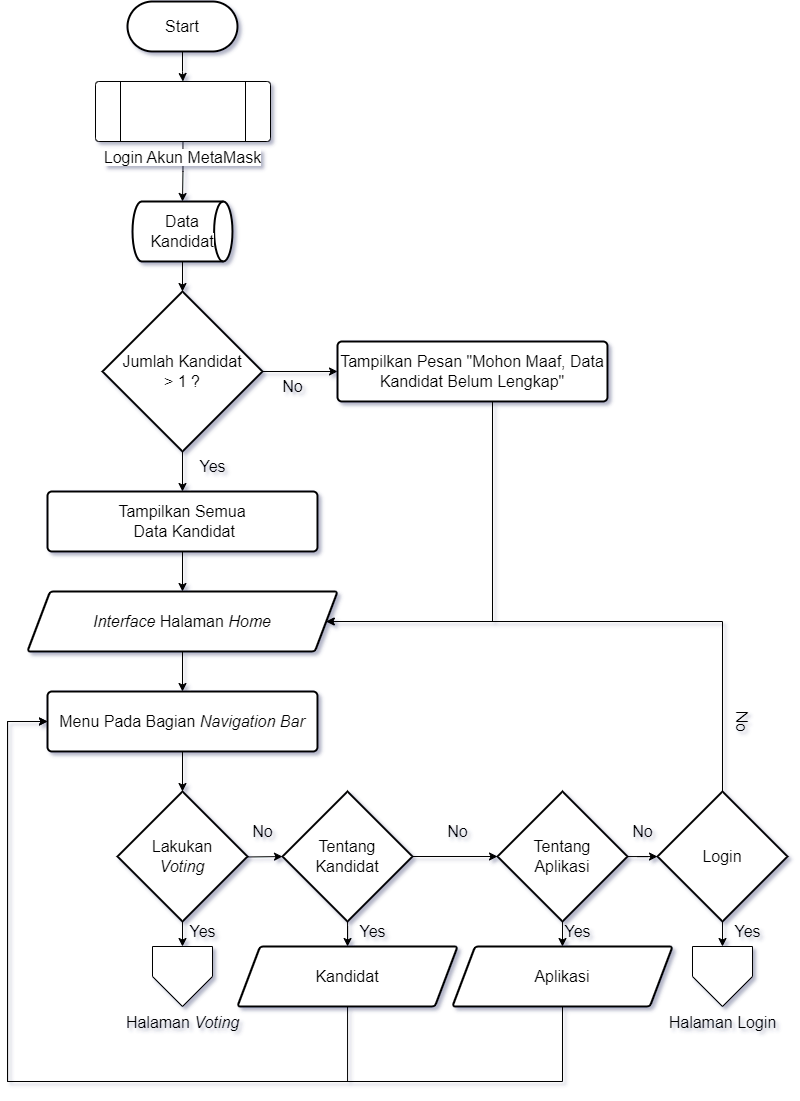 Start
Login Akun MetaMask
Data
Kandidat
Jumlah Kandidat
> 1 ?
No
Tampilkan Pesan "Mohon Maaf, Data
Kandidat Belum Lengkap"
Yes
Tampilkan Semua
Data Kandidat
Interface Halaman Home
Menu Pada Bagian Navigation Bar
No
Lakukan
Voting
No
Tentang
Kandidat
No
Tentang
Aplikasi
No
Login
Yes
Yes
Yes
Yes
Kandidat
Aplikasi
Halaman Voting
Halaman Login